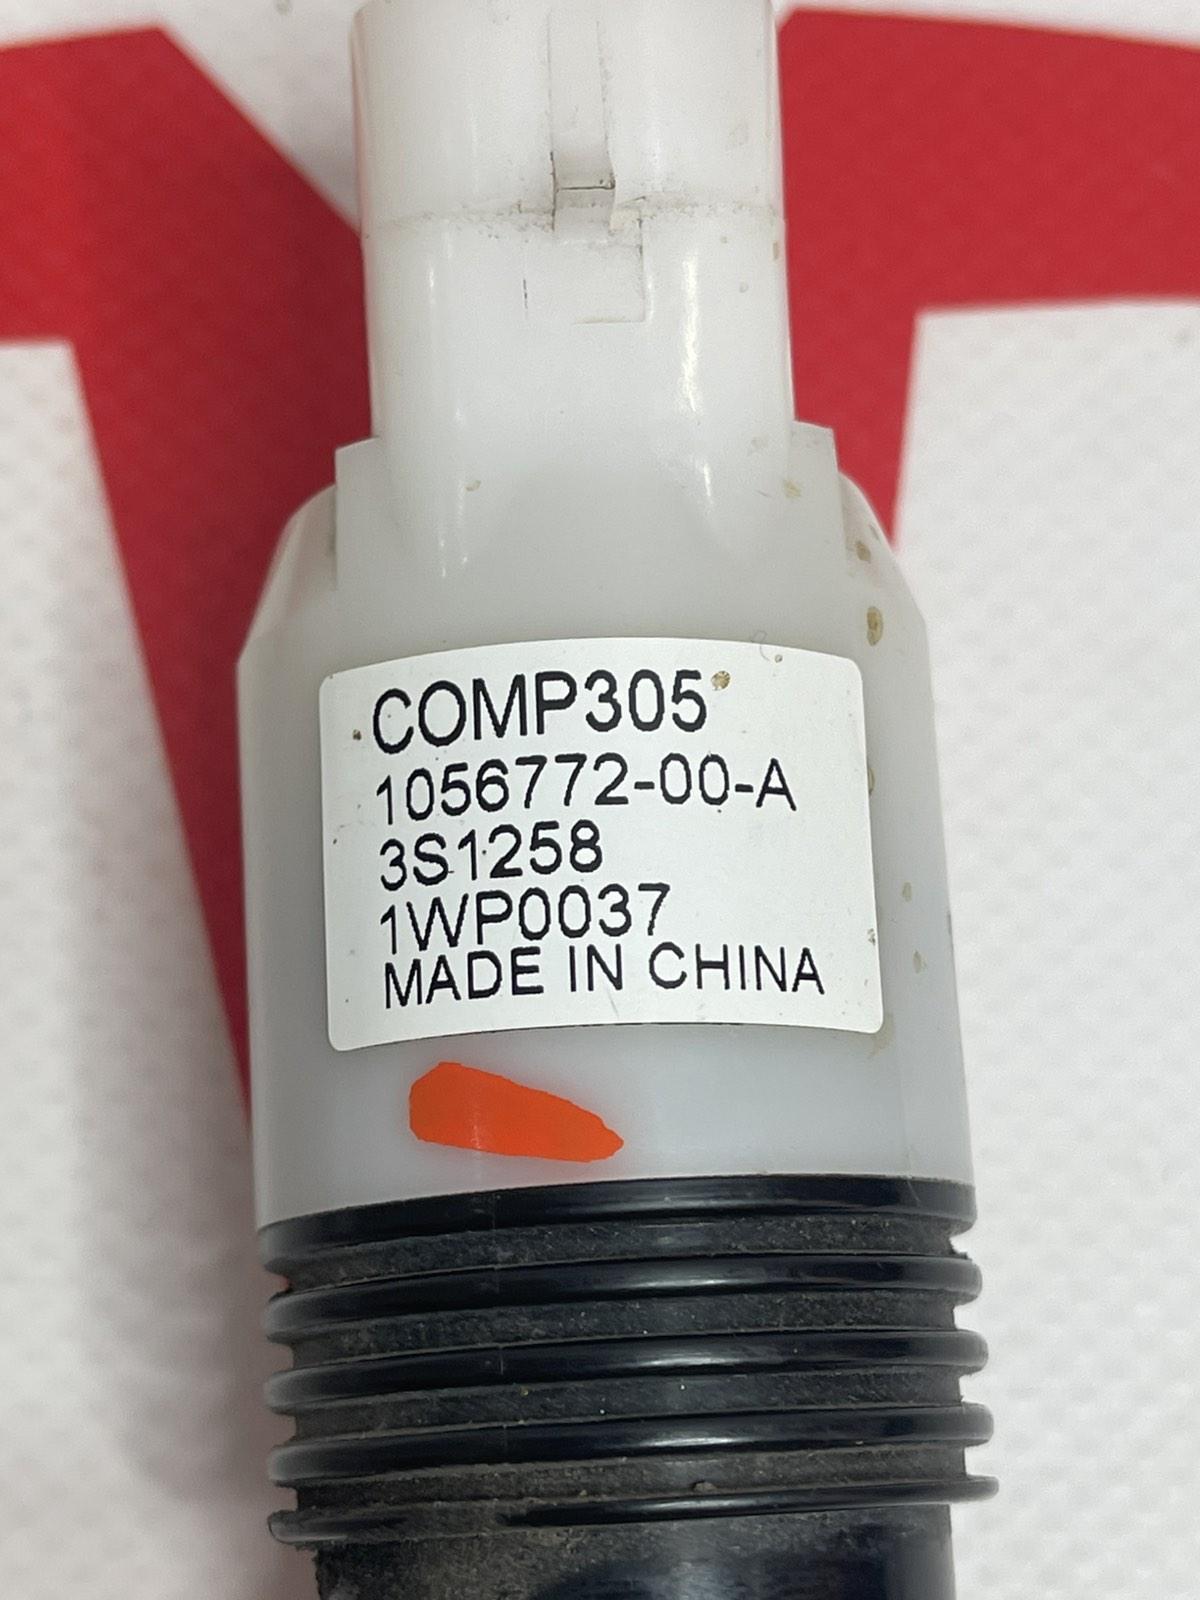 COMP305
1056772-00-A
3S1258
1WP0037
MADE IN CHINA